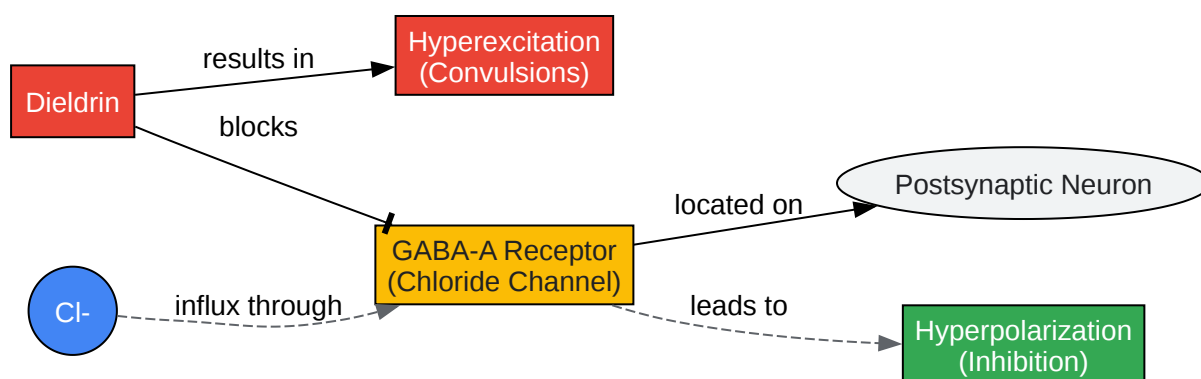 Hyperexcitation
(Convulsions)
results in
Dieldrin
blocks
Postsynaptic Neuron
located on
GABA-A Receptor
(Chloride Channel)
Cl-
influx through
leads to
Hyperpolarization
(Inhibition)